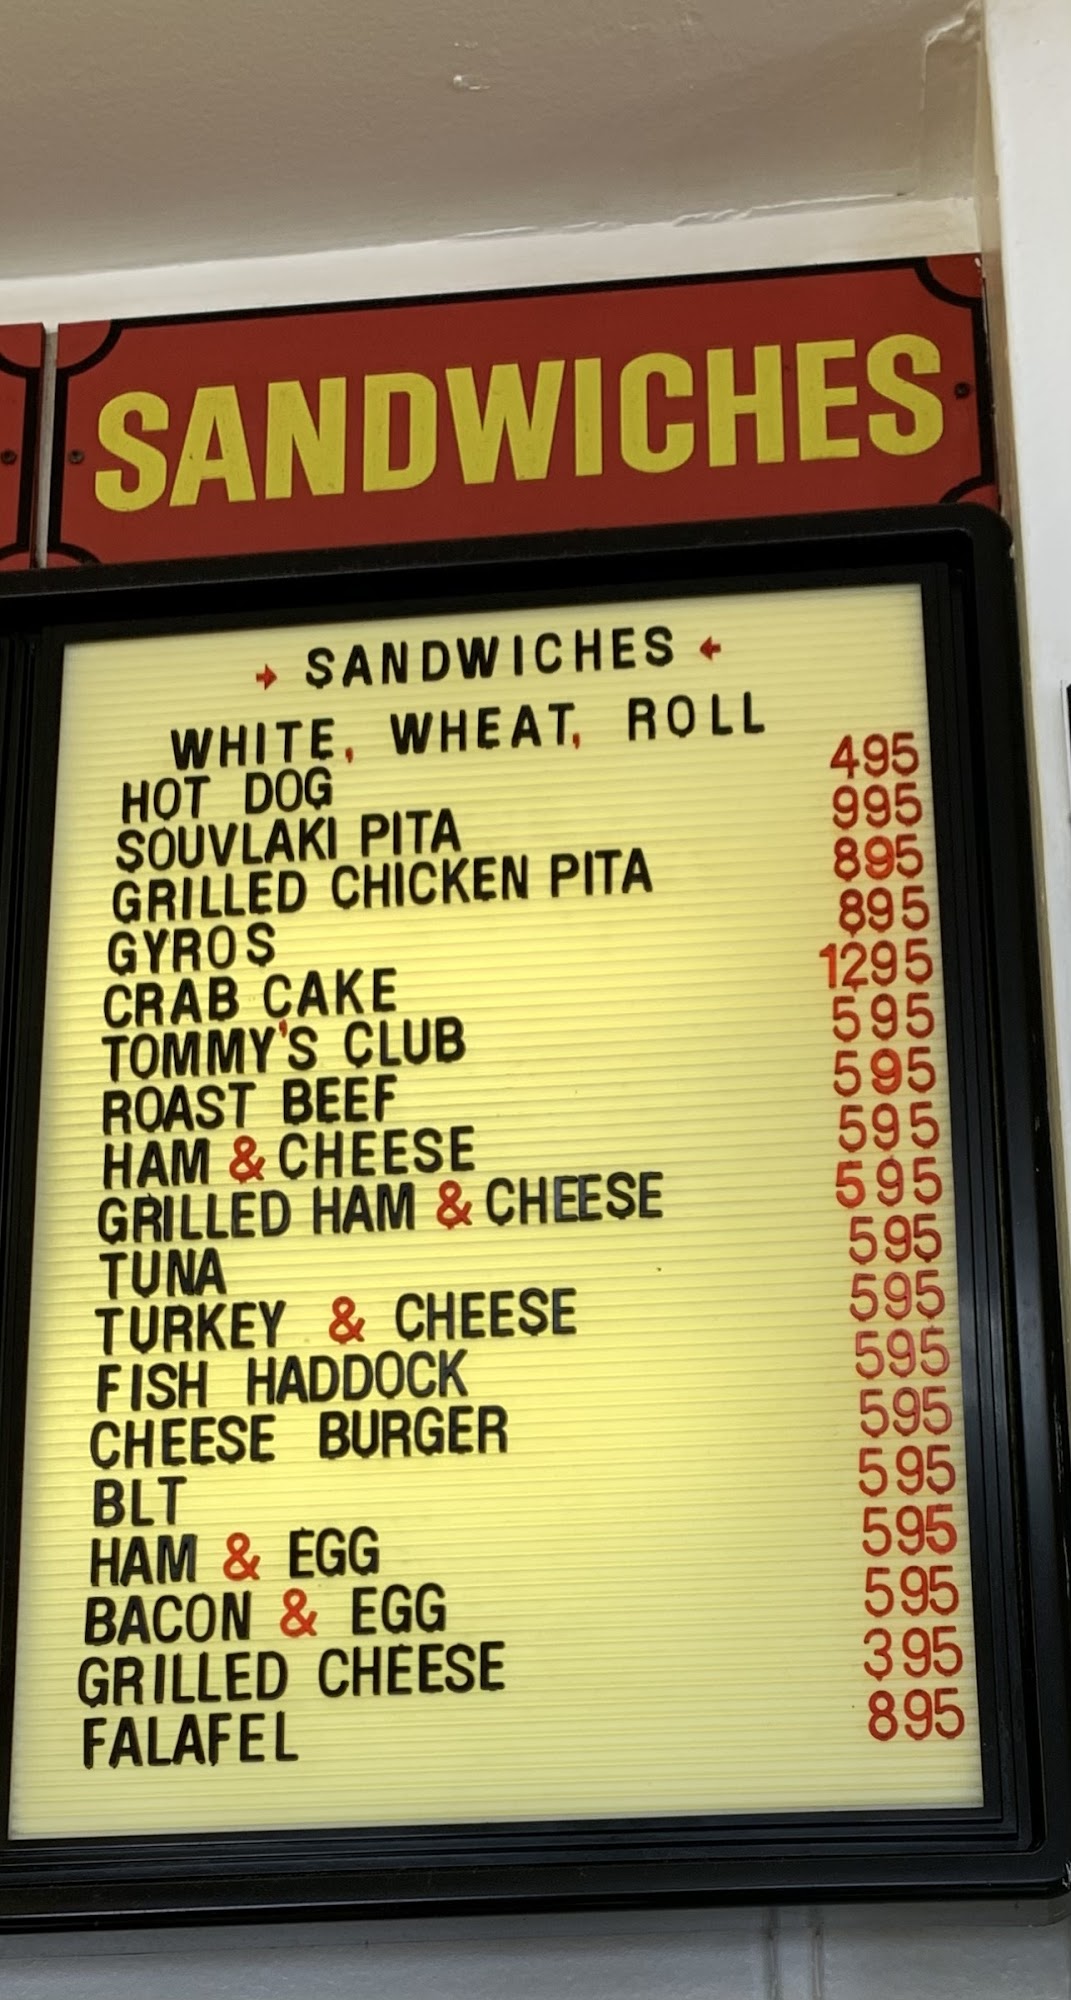 SANDWICHES
→ SANDWICHES ←
WHITE, WHEAT, ROLL
HOT DOG 495
SOUVLAKI PITA 995
GRILLED CHICKEN PITA 895
GYROS 895
CRAB CAKE 1295
TOMMY'S CLUB 595
ROAST BEEF 595
HAM & CHEESE 595
GRILLED HAM & CHEESE 595
TUNA 595
TURKEY & CHEESE 595
FISH HADDOCK 595
CHEESE BURGER 595
BLT 595
HAM & EGG 595
BACON & EGG 595
GRILLED CHEESE 395
FALAFEL 895